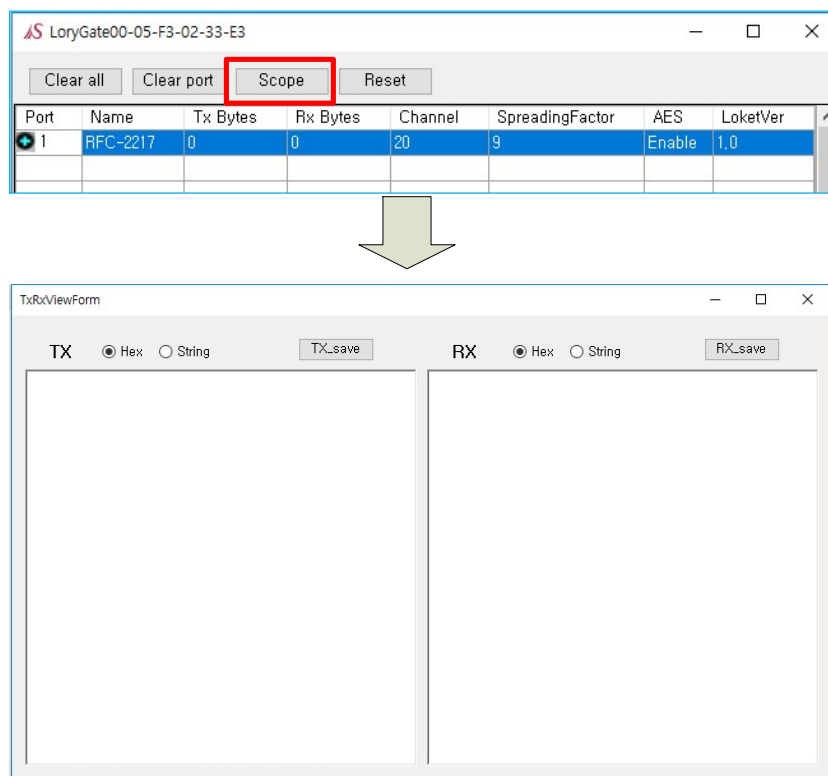 LoryGate00-05-F3-02-33-E3
Clear all Clear port Scope Reset
Port Name Tx Bytes Rx Bytes Channel SpreadingFactor AES LoketVer
1 RFC-2217 0 0 20 9 Enable 1,0
TxRxViewForm
TX Hex String TX_save RX Hex String RX_save